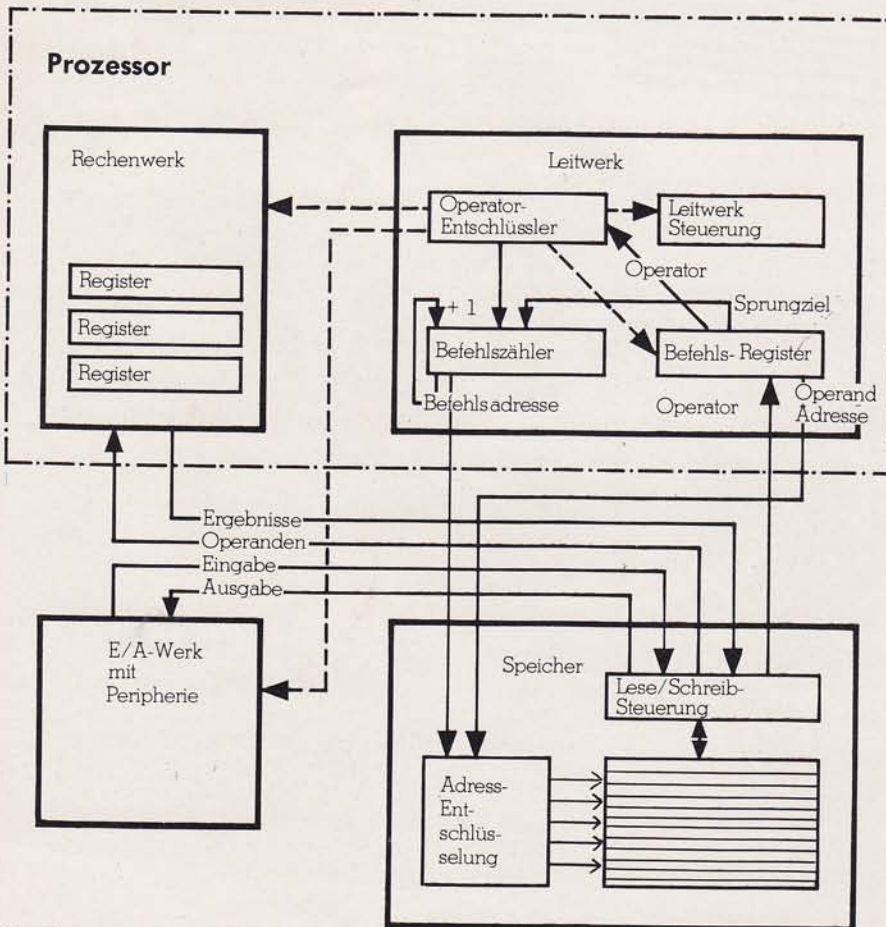 Prozessor
Rechenwerk
Register
Register
Register
Leitwerk
Operator-
Entschlüssler
Leitwerk
Steuerung
Operator
+ 1
Sprungziel
Befehlszähler
Befehls-Register
Befehlsadresse
Operator
Operand
Adresse
Ergebnisse
Operanden
Eingabe
Ausgabe
E/A-Werk
mit
Peripherie
Speicher
Lese/Schreib-
Steuerung
Adress-
Ent-
schlüs-
selung